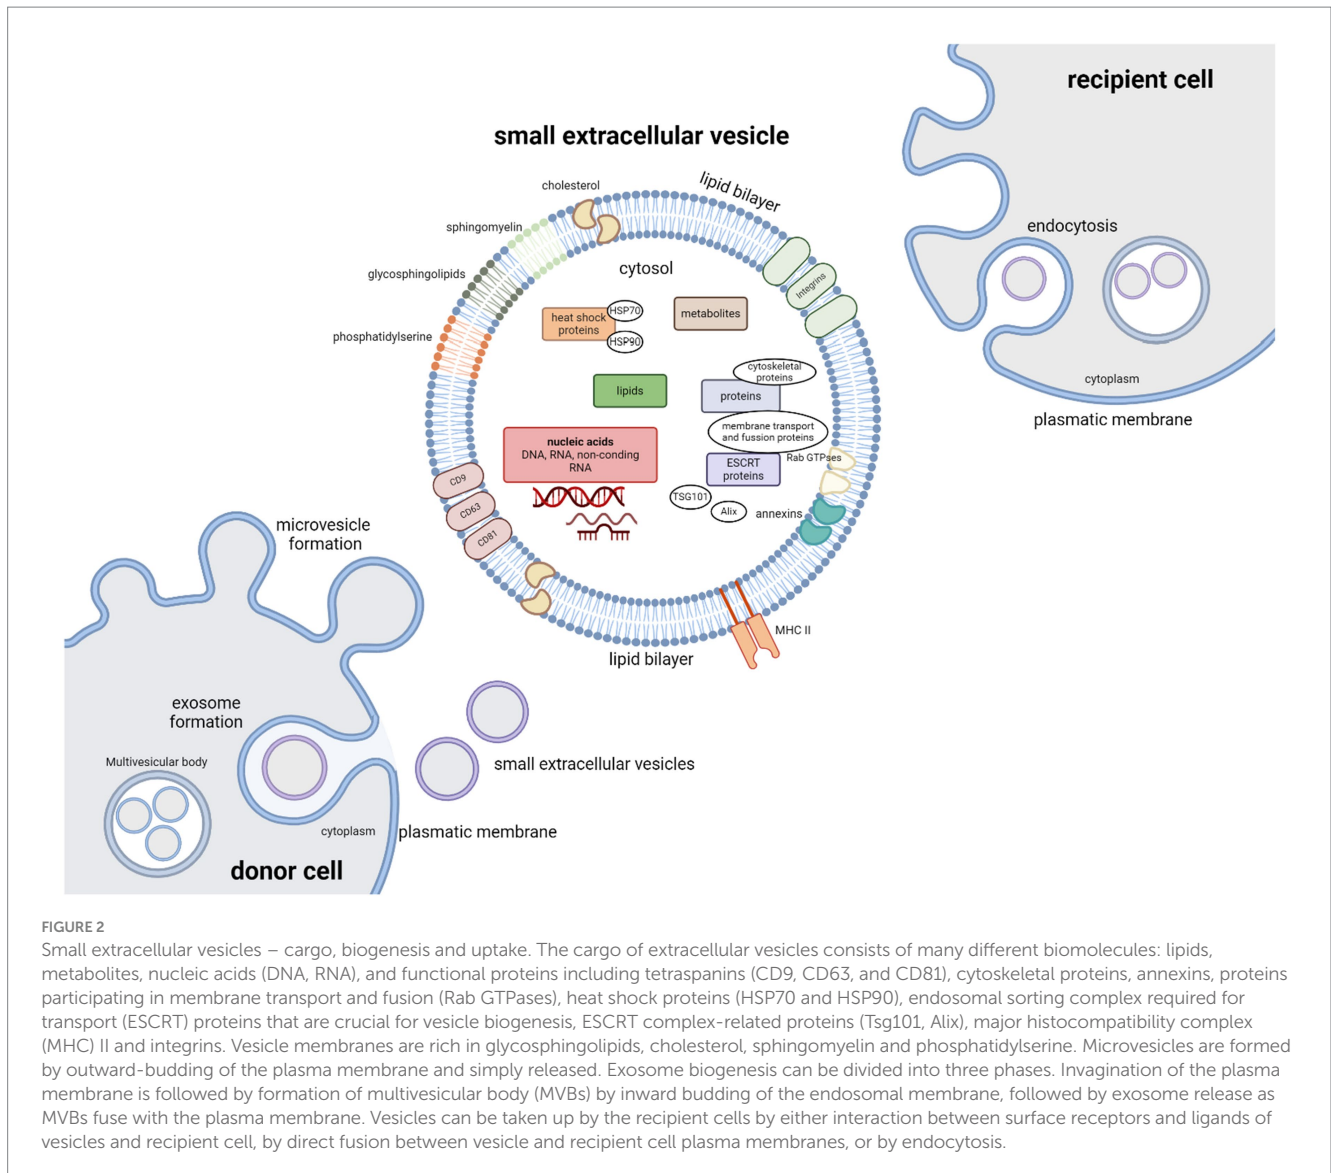 recipient cell
small extracellular vesicle
cholesterol
lipid bilayer
sphingomyelin
endocytosis
glycosphingolipids
cytosol
Integrins
heat shock
proteins
HSP70
HSP90
metabolites
phosphatidylserine
cytoskeletal
proteins
cytoplasm
lipids
proteins
plasmatic membrane
membrane transport
and fussion proteins
nucleic acids
DNA, RNA, non-conding
RNA
Rab GTPses
ESCRT
proteins
CD9
TSG101
CD63
Alix
annexins
CD81
microvesicle
formation
MHC II
lipid bilayer
exosome
formation
Multivesicular body
small extracellular vesicles
cytoplasm
plasmatic membrane
donor cell
FIGURE 2
Small extracellular vesicles – cargo, biogenesis and uptake. The cargo of extracellular vesicles consists of many different biomolecules: lipids,
metabolites, nucleic acids (DNA, RNA), and functional proteins including tetraspanins (CD9, CD63, and CD81), cytoskeletal proteins, annexins, proteins
participating in membrane transport and fusion (Rab GTPases), heat shock proteins (HSP70 and HSP90), endosomal sorting complex required for
transport (ESCRT) proteins that are crucial for vesicle biogenesis, ESCRT complex-related proteins (Tsg101, Alix), major histocompatibility complex
(MHC) II and integrins. Vesicle membranes are rich in glycosphingolipids, cholesterol, sphingomyelin and phosphatidylserine. Microvesicles are formed
by outward-budding of the plasma membrane and simply released. Exosome biogenesis can be divided into three phases. Invagination of the plasma
membrane is followed by formation of multivesicular body (MVBs) by inward budding of the endosomal membrane, followed by exosome release as
MVBs fuse with the plasma membrane. Vesicles can be taken up by the recipient cells by either interaction between surface receptors and ligands of
vesicles and recipient cell, by direct fusion between vesicle and recipient cell plasma membranes, or by endocytosis.